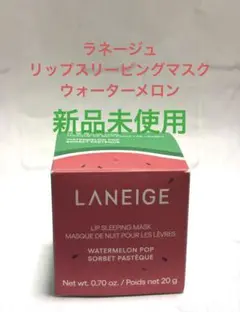 ラネージュ
リップスリーピングマスク
ウォーターメロン
新品未使用
SORBET PASTÈQUE
LANEIGE
LIP SLEEPING MASK
MASQUE DE NUIT POUR LES LÈVRES
WATERMELON POP
SORBET PASTÈQUE
Net wt. 0.70 oz. / Poids net 20 g